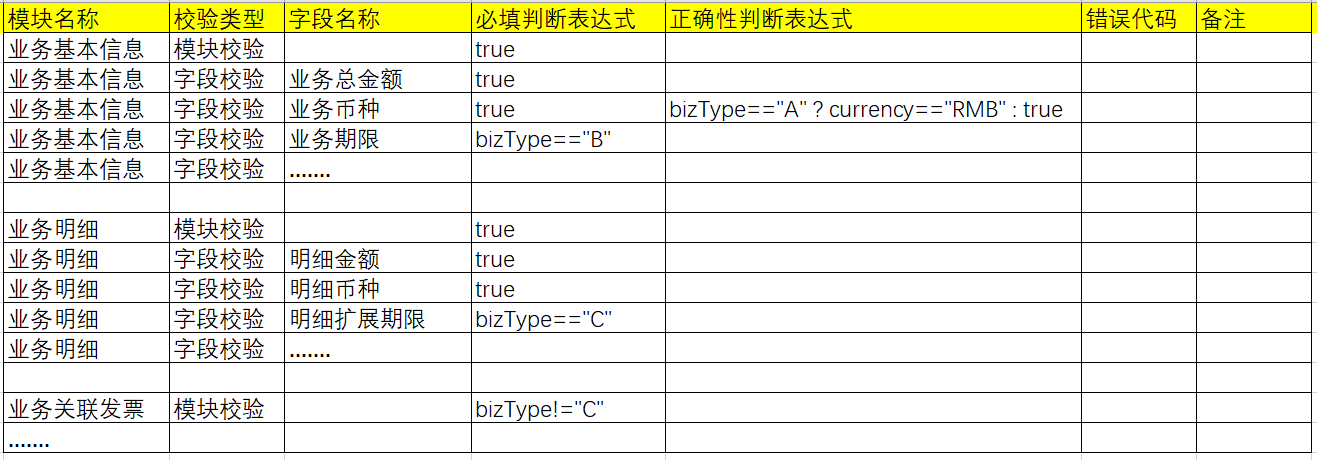 模块名称 校验类型 字段名称 必填判断表达式 正确性判断表达式 错误代码 备注
业务基本信息 模块校验 true
业务基本信息 字段校验 业务总金额 true
业务基本信息 字段校验 业务币种 true bizType=="A" ? currency=="RMB" : true
业务基本信息 字段校验 业务期限 bizType=="B"
业务基本信息 字段校验 .......
业务明细 模块校验 true
业务明细 字段校验 明细金额 true
业务明细 字段校验 明细币种 true
业务明细 字段校验 明细扩展期限 bizType=="C"
业务明细 字段校验 .......
业务关联发票 模块校验 bizType!="C"
.......